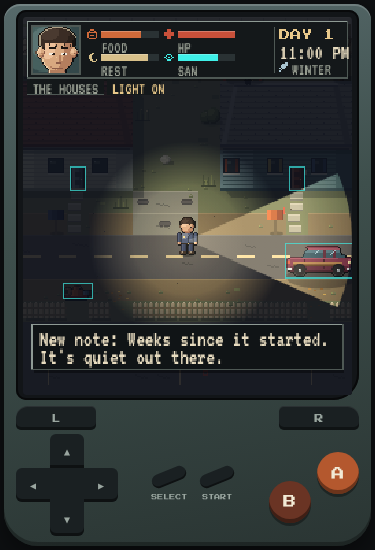 FOOD
HP
REST
SAN
DAY 1
11:00 PM
WINTER
THE HOUSES
LIGHT ON
New note: Weeks since it started.
It's quiet out there.
L
R
SELECT
START
A
B